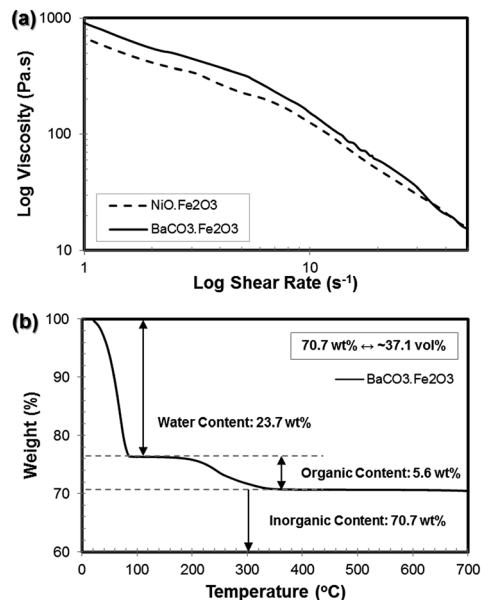 (a)
1000
100
10
Log Viscosity (Pa.s)
NiO.Fe2O3
BaCO3.Fe2O3
1
10
Log Shear Rate (s-1)
(b)
100
90
80
70
60
Weight (%)
70.7 wt% ↔ ~37.1 vol%
BaCO3.Fe2O3
Water Content: 23.7 wt%
Organic Content: 5.6 wt%
Inorganic Content: 70.7 wt%
0 100 200 300 400 500 600 700
Temperature (oC)